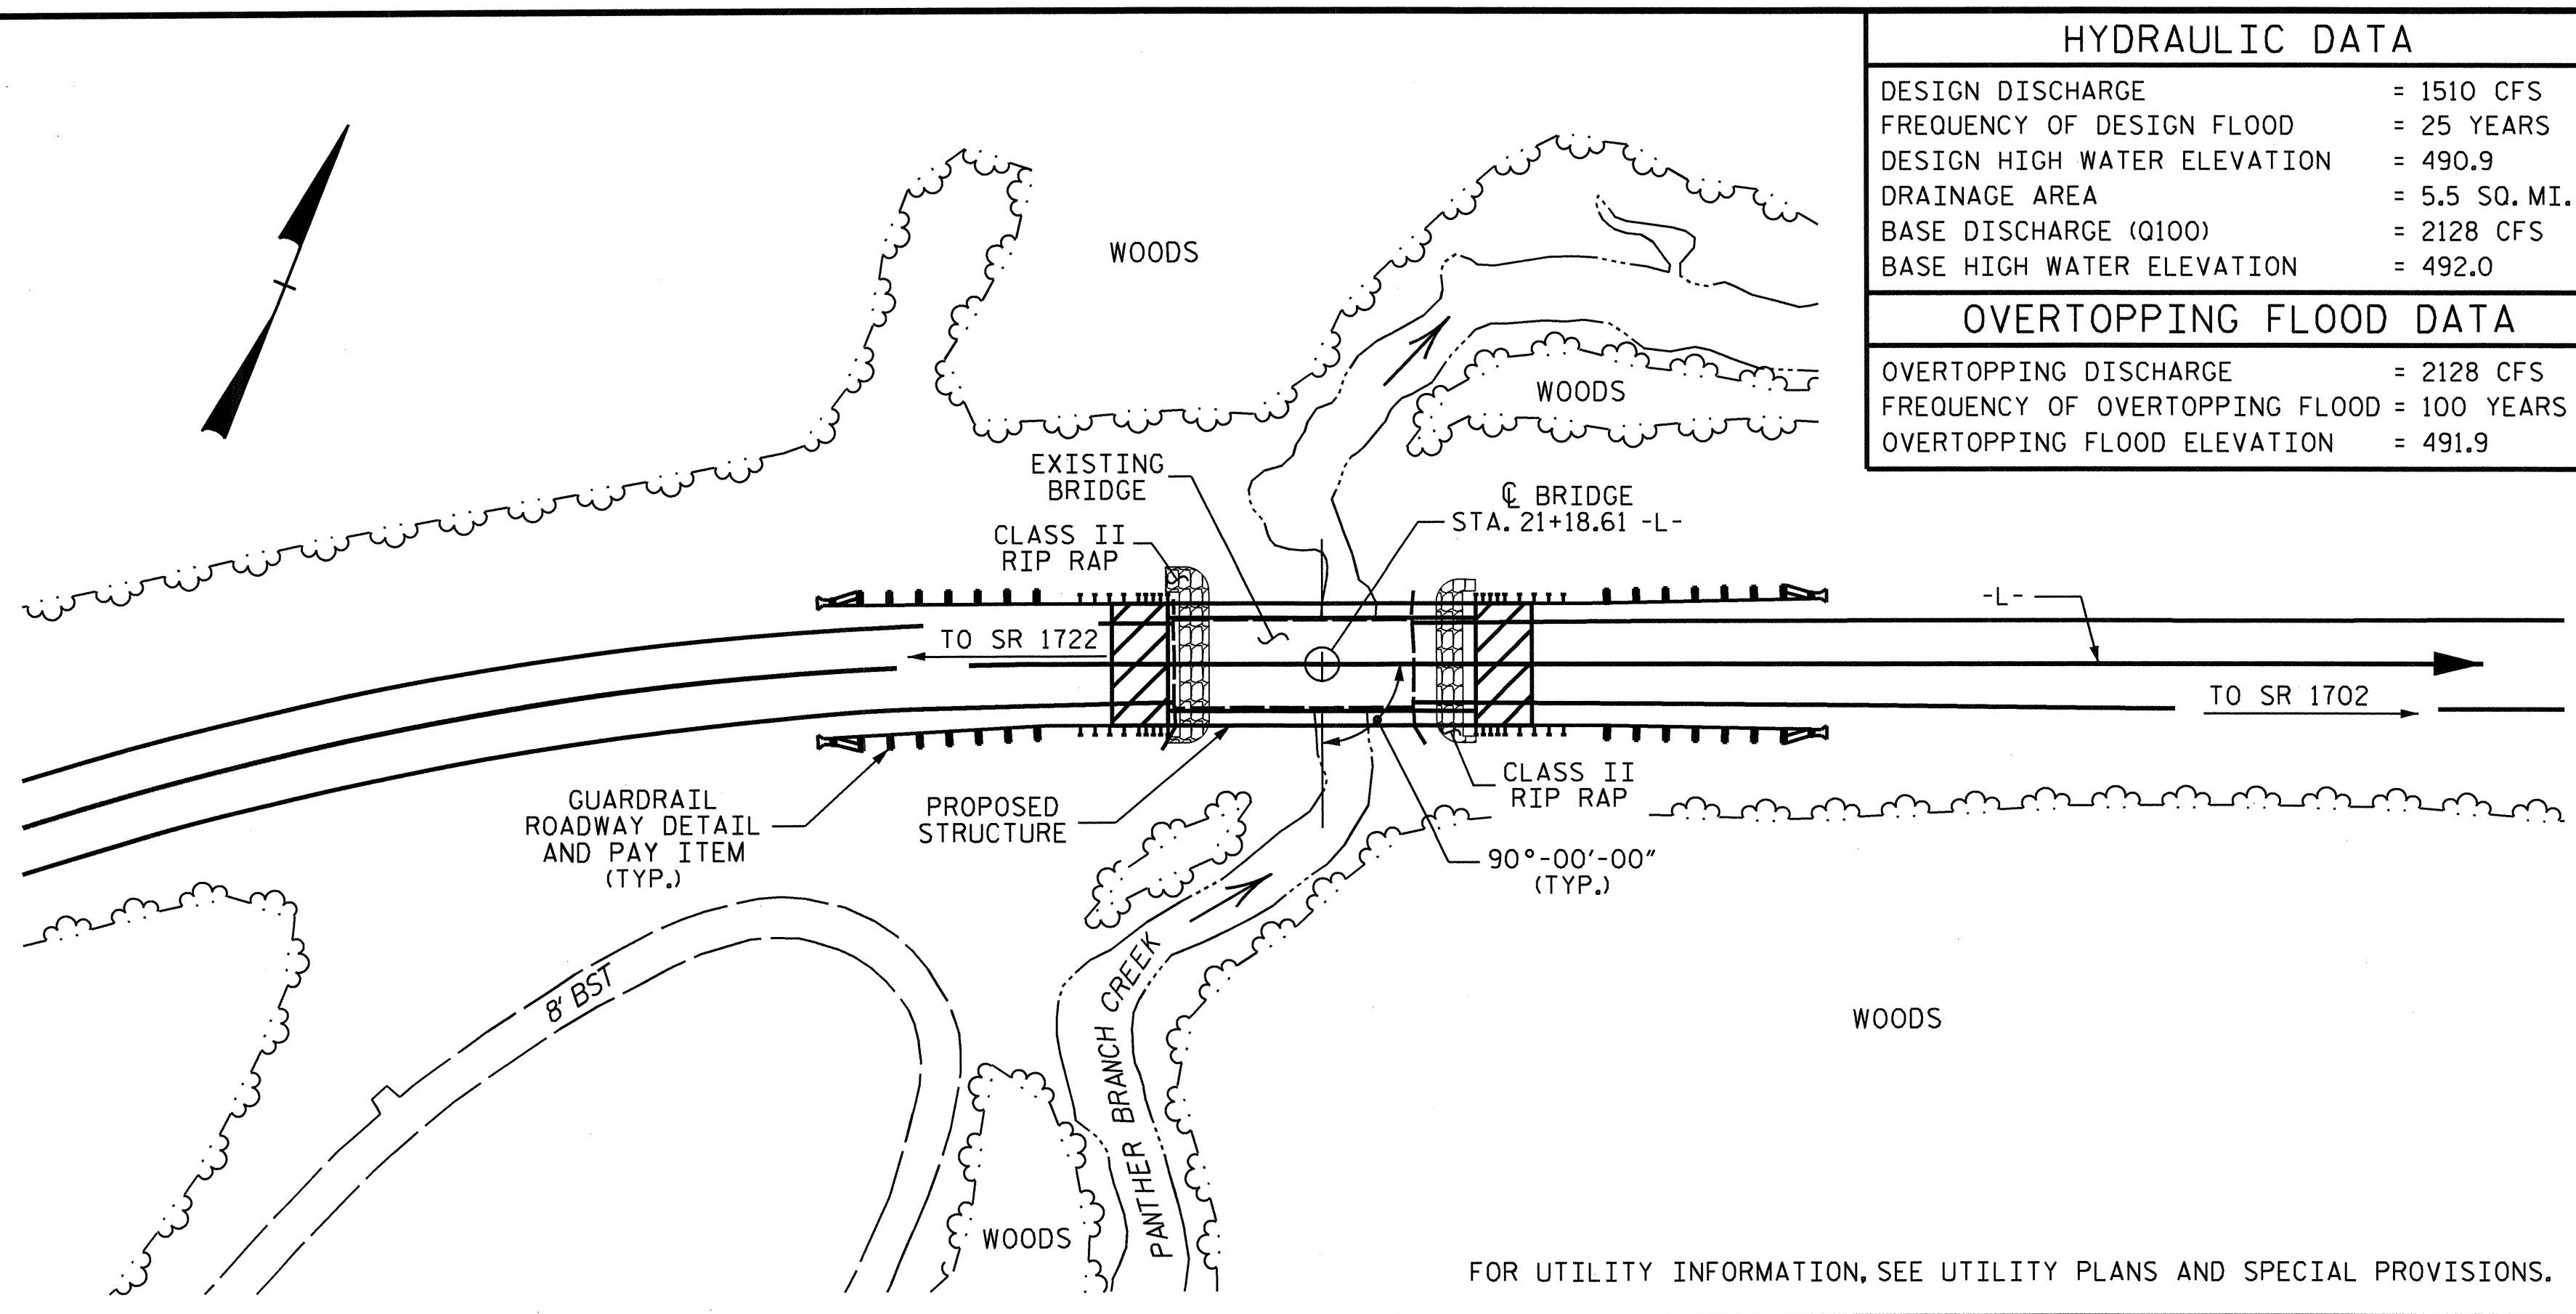 HYDRAULIC DATA
DESIGN DISCHARGE = 1510 CFS
FREQUENCY OF DESIGN FLOOD = 25 YEARS
DESIGN HIGH WATER ELEVATION = 490.9
DRAINAGE AREA = 5.5 SQ. MI.
BASE DISCHARGE (Q100) = 2128 CFS
BASE HIGH WATER ELEVATION = 492.0
OVERTOPPING FLOOD DATA
OVERTOPPING DISCHARGE = 2128 CFS
FREQUENCY OF OVERTOPPING FLOOD = 100 YEARS
OVERTOPPING FLOOD ELEVATION = 491.9
WOODS
WOODS
EXISTING
BRIDGE
℄ BRIDGE
STA. 21+18.61 -L-
CLASS II
RIP RAP
-L-
TO SR 1722
TO SR 1702
CLASS II
RIP RAP
GUARDRAIL
ROADWAY DETAIL
AND PAY ITEM
(TYP.)
PROPOSED
STRUCTURE
90°-00'-00"
(TYP.)
8' BST
PANTHER BRANCH CREEK
WOODS
WOODS
FOR UTILITY INFORMATION, SEE UTILITY PLANS AND SPECIAL PROVISIONS.